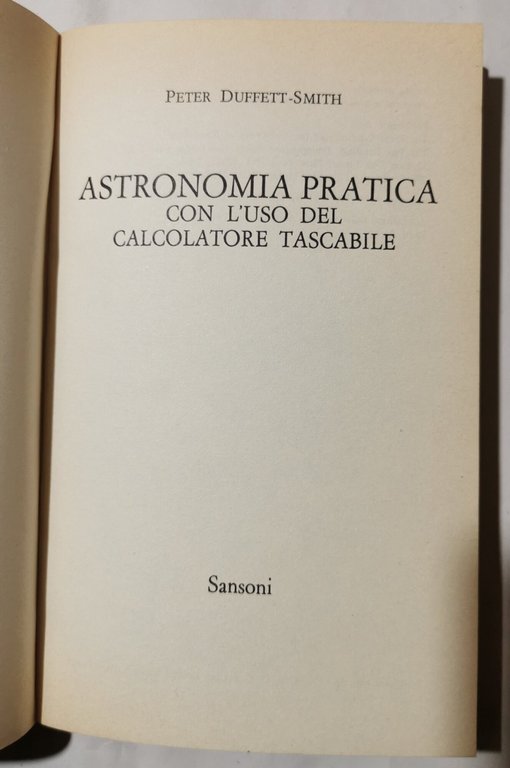 PETER DUFFETT-SMITH
ASTRONOMIA PRATICA
CON L'USO DEL
CALCOLATORE TASCABILE
Sansoni